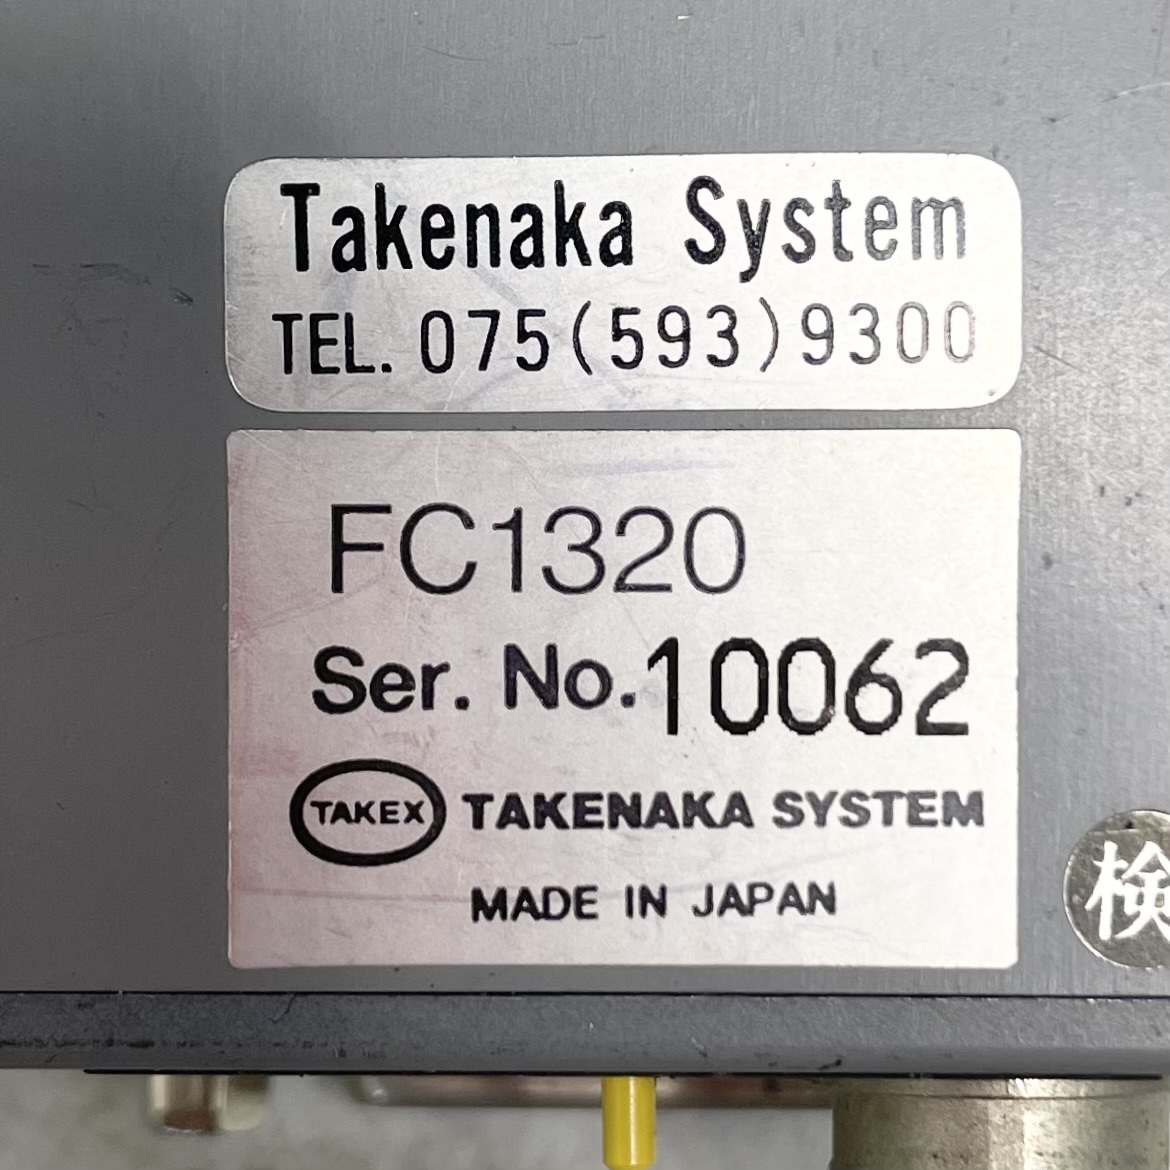 Takenaka System
TEL. 075(593)9300
FC1320
Ser. No. 10062
TAKEX TAKENAKA SYSTEM
MADE IN JAPAN
検